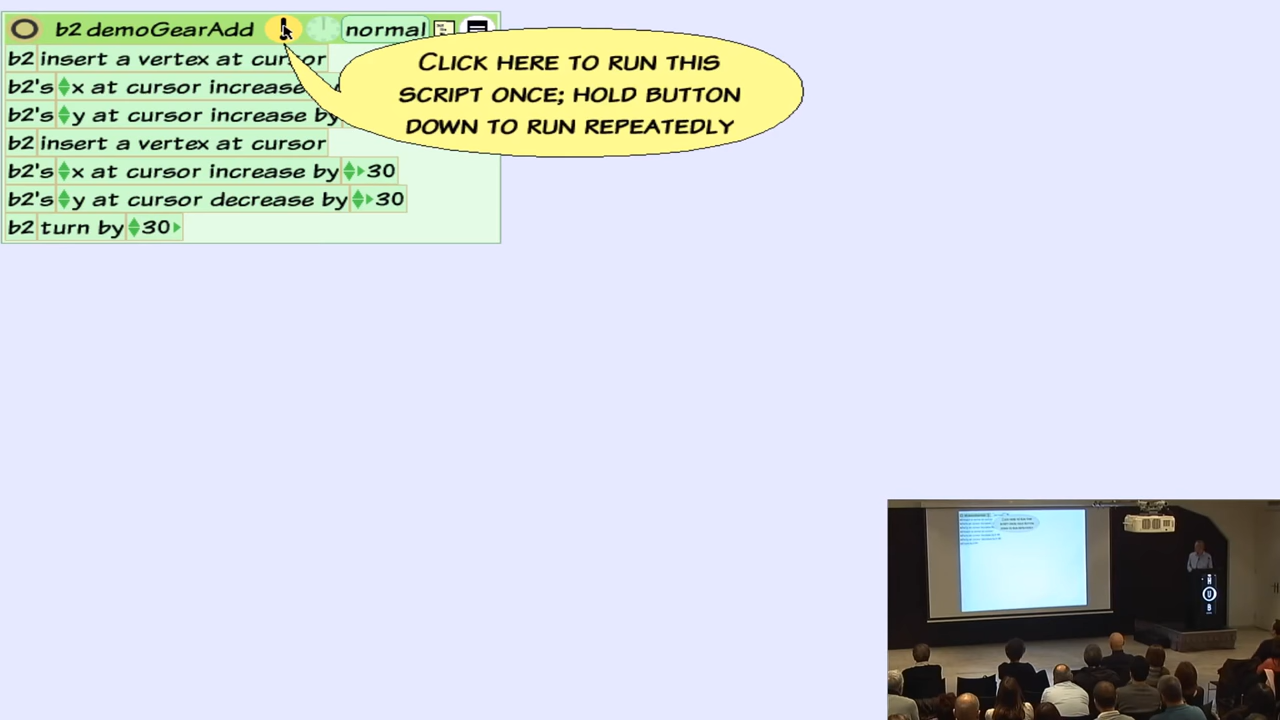 b2 demoGearAdd ! normal
b2 insert a vertex at cursor
b2's x at cursor increase
b2's y at cursor increase by
b2 insert a vertex at cursor
b2's x at cursor increase by 30
b2's y at cursor decrease by 30
b2 turn by 30
CLICK HERE TO RUN THIS
SCRIPT ONCE; HOLD BUTTON
DOWN TO RUN REPEATEDLY
H
U
B